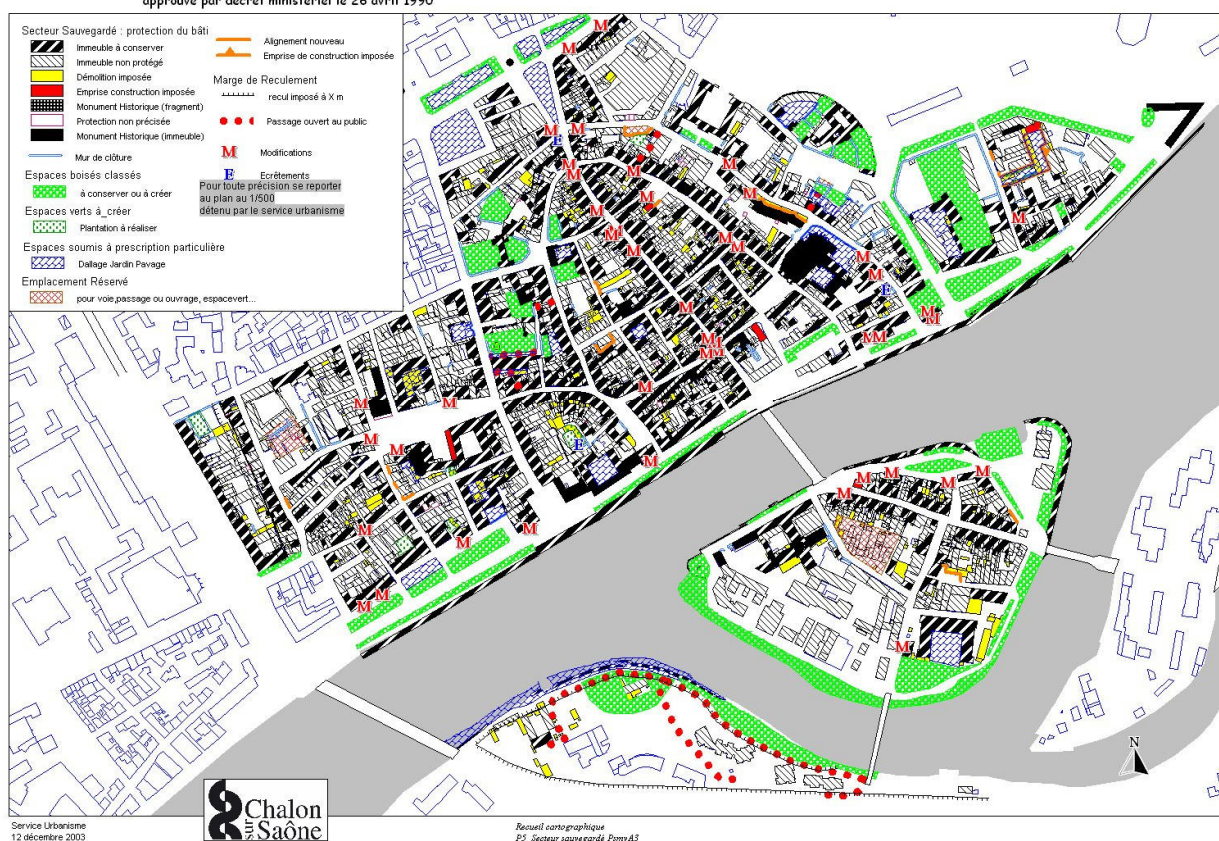 approuvé par décret ministériel le 26 avril 1990
Secteur Sauvegardé : protection du bâti
Immeuble à conserver
Immeuble non protégé
Démolition imposée
Emprise construction imposée
Monument Historique (fragment)
Protection non précisée
Monument Historique (immeuble)
Mur de clôture
Espaces boisés classés
à conserver ou à créer
Espaces verts à_créer
Plantation à réaliser
Espaces soumis à prescription particulière
Dallage Jardin Pavage
Emplacement Réservé
pour voie,passage ou ouvrage, espacevert...
Alignement nouveau
Emprise de construction imposée
Marge de Reculement
recul imposé à X m
Passage ouvert au public
M Modifications
E Ecrêtements
Pour toute précision se reporter
au plan au 1/500
détenu par le service urbanisme
M
M
M
M
M
E
M
M
M
M
M
M
M
M
M
M
M
M
M
M
E
M
M
M
M
M
M
M
M
M
M
M
M
M
M
E
M
M
M
M
M
M
M
M
M
M
M
M
N
Chalon
sur
Saône
Service Urbanisme
12 décembre 2003
Recueil cartographique
P5 Secteur sauvegardé PsmvA3